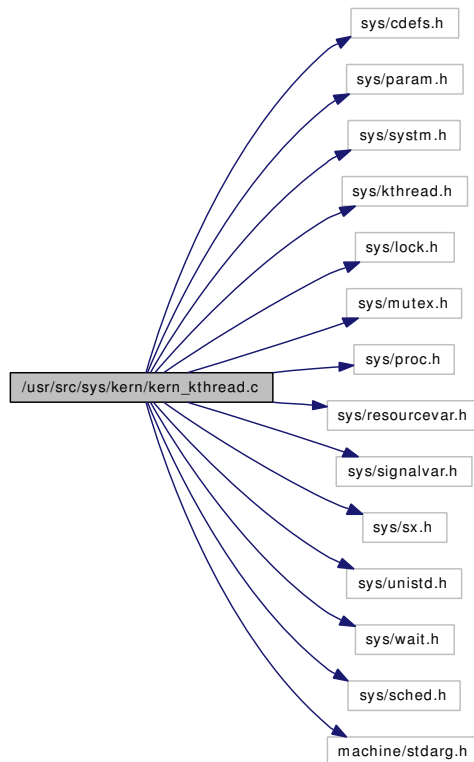 sys/cdefs.h
sys/param.h
sys/systm.h
sys/kthread.h
sys/lock.h
sys/mutex.h
sys/proc.h
/usr/src/sys/kern/kern_kthread.c
sys/resourcevar.h
sys/signalvar.h
sys/sx.h
sys/unistd.h
sys/wait.h
sys/sched.h
machine/stdarg.h